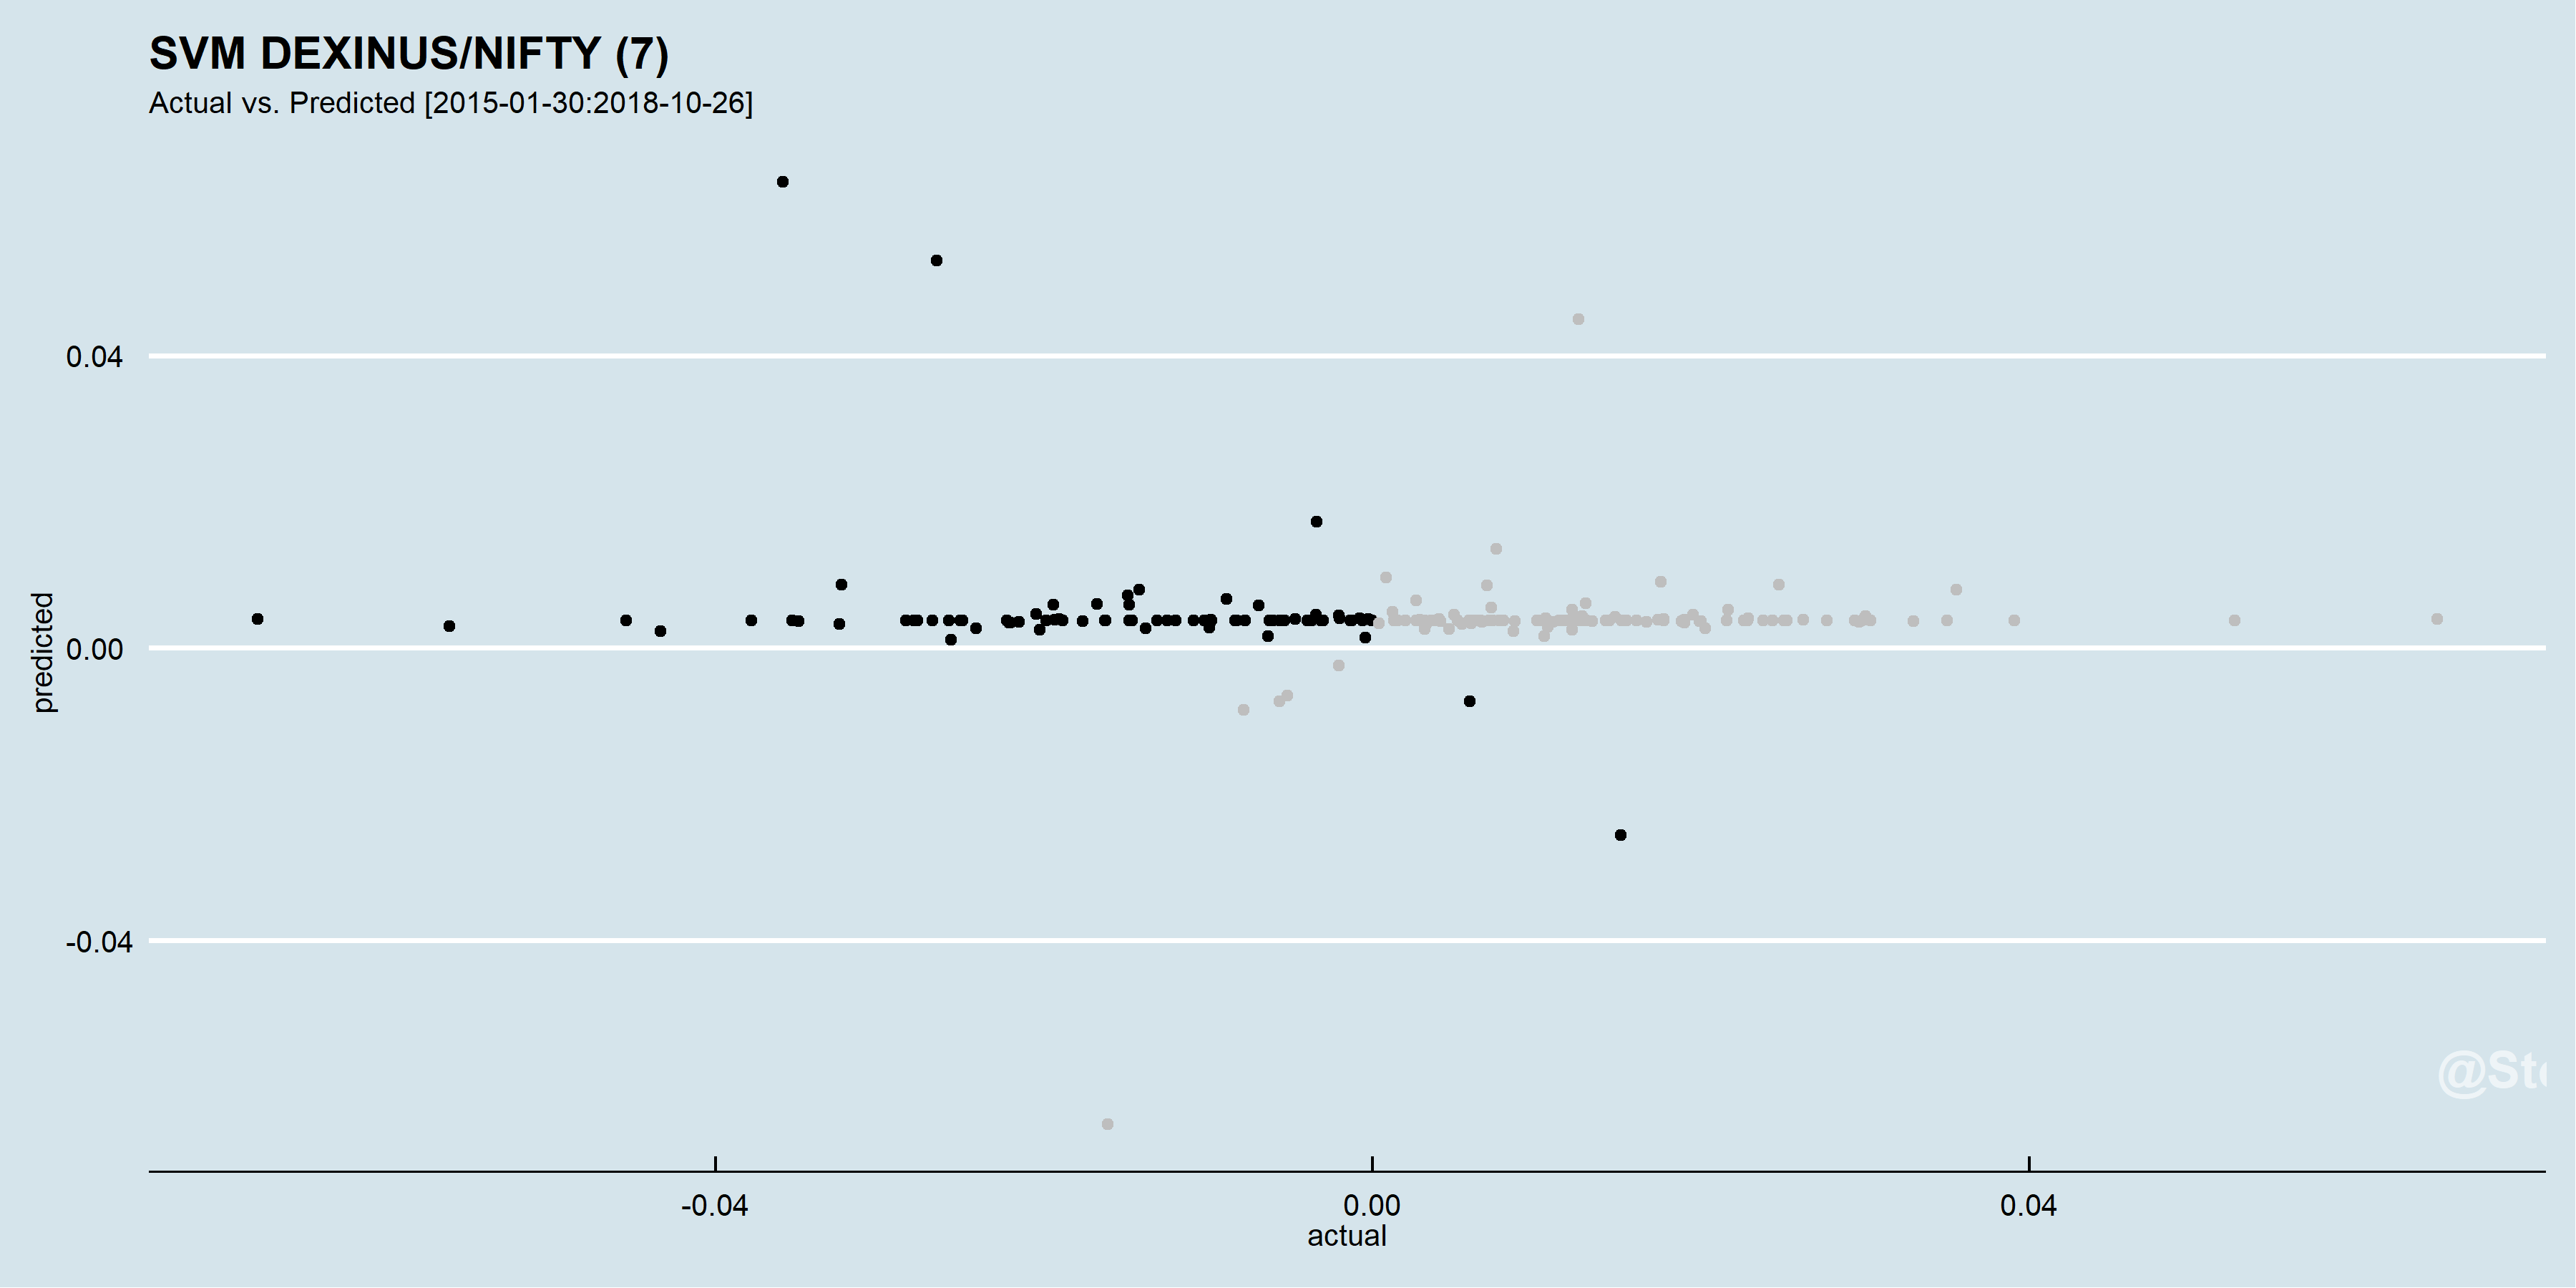 SVM DEXINUS/NIFTY (7)
Actual vs. Predicted [2015-01-30:2018-10-26]
0.04
predicted
0.00
-0.04
-0.04
0.00
0.04
actual